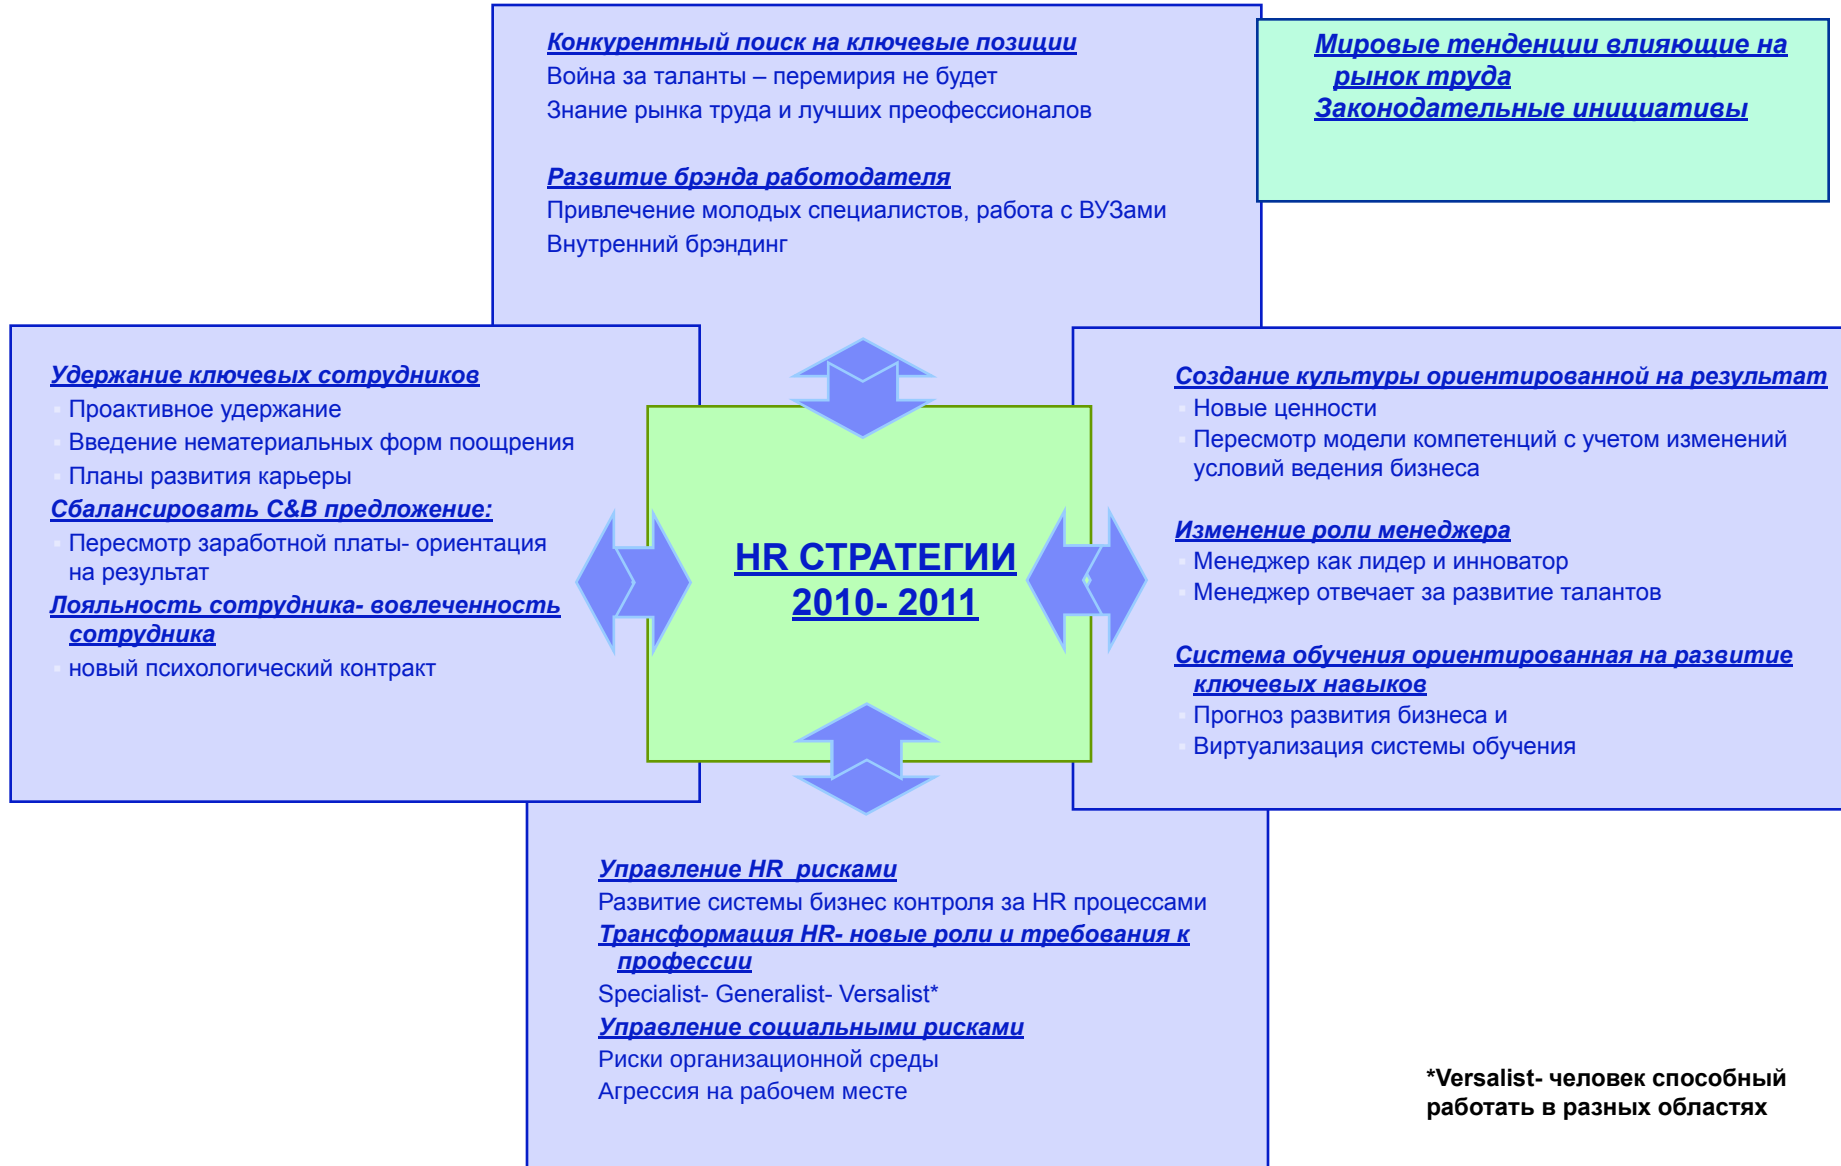 Конкурентный поиск на ключевые позиции
Война за таланты – перемирия не будет
Знание рынка труда и лучших преофессионалов
Развитие брэнда работодателя
Привлечение молодых специалистов, работа с ВУЗами
Внутренний брэндинг
Мировые тенденции влияющие на
рынок труда
Законодательные инициативы
Удержание ключевых сотрудников
Проактивное удержание
Введение нематериальных форм поощрения
Планы развития карьеры
Сбалансировать C&B предложение:
Пересмотр заработной платы- ориентация
на результат
Лояльность сотрудника- вовлеченность
сотрудника
новый психологический контракт
HR СТРАТЕГИИ
2010- 2011
Создание культуры ориентированной на результат
Новые ценности
Пересмотр модели компетенций с учетом изменений
условий ведения бизнеса
Изменение роли менеджера
Менеджер как лидер и инноватор
Менеджер отвечает за развитие талантов
Система обучения ориентированная на развитие
ключевых навыков
Прогноз развития бизнеса и
Виртуализация системы обучения
Управление HR рисками
Развитие системы бизнес контроля за HR процессами
Трансформация HR- новые роли и требования к
профессии
Specialist- Generalist- Versalist*
Управление социальными рисками
Риски организационной среды
Агрессия на рабочем месте
*Versalist- человек способный
работать в разных областях